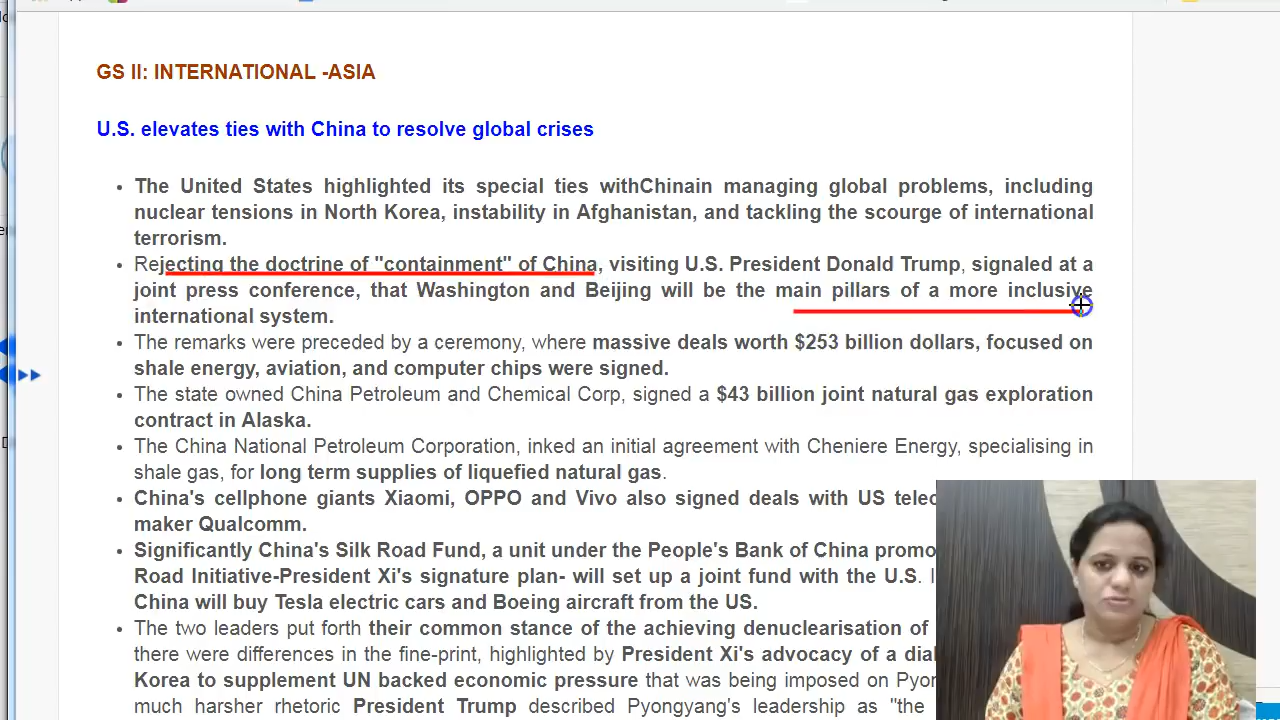 GS II: INTERNATIONAL -ASIA
U.S. elevates ties with China to resolve global crises
• The United States highlighted its special ties withChinain managing global problems, including
nuclear tensions in North Korea, instability in Afghanistan, and tackling the scourge of international
terrorism.
• Rejecting the doctrine of "containment" of China, visiting U.S. President Donald Trump, signaled at a
joint press conference, that Washington and Beijing will be the main pillars of a more inclusive
international system.
• The remarks were preceded by a ceremony, where massive deals worth $253 billion dollars, focused on
shale energy, aviation, and computer chips were signed.
• The state owned China Petroleum and Chemical Corp, signed a $43 billion joint natural gas exploration
contract in Alaska.
• The China National Petroleum Corporation, inked an initial agreement with Cheniere Energy, specialising in
shale gas, for long term supplies of liquefied natural gas.
• China's cellphone giants Xiaomi, OPPO and Vivo also signed deals with US
maker Qualcomm.
• Significantly China's Silk Road Fund, a unit under the People's Bank of China
Road Initiative-President Xi's signature plan- will set up a joint fund with the U.S.
China will buy Tesla electric cars and Boeing aircraft from the US.
• The two leaders put forth their common stance of the achieving denuclearisation of
there were differences in the fine-print, highlighted by President Xi's advocacy of a
Korea to supplement UN backed economic pressure that was being imposed on
much harsher rhetoric President Trump described Pyongyang's leadership as "the